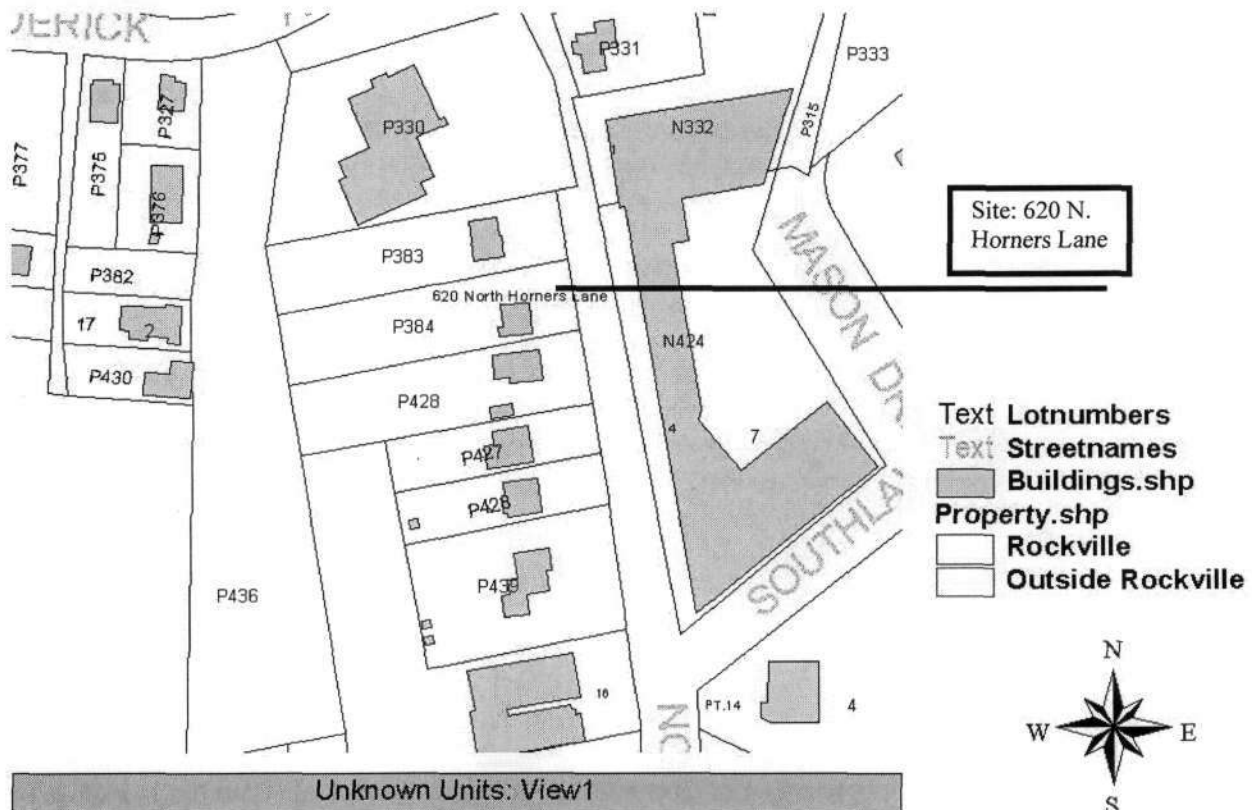 DERICK
P331
P333
P327
P330
N332
P315
P377
P375
P376
Site: 620 N.
Horners Lane
P383
MASON DR
P382
620 North Horners Lane
17
2
P384
N424
P430
P428
4
7
Text Lotnumbers
P427
Text Streetnames
Buildings.shp
P428
SOUTHLA
Property.shp
Rockville
P439
Outside Rockville
P436
16
N
PT.14
4
ON
W
E
S
Unknown Units: View1